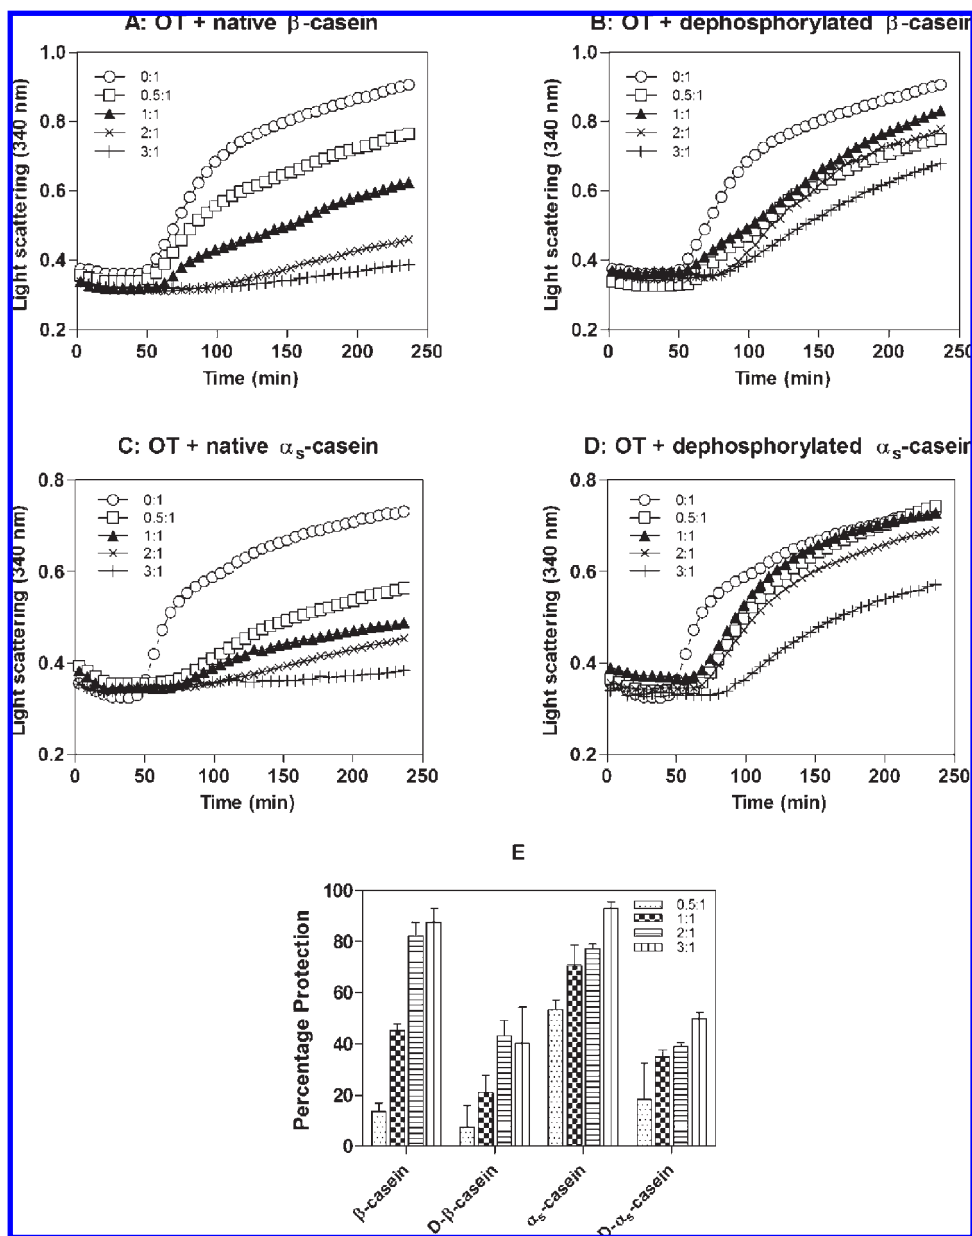 A: OT + native β-casein
Light scattering (340 nm)
1.0
0.8
0.6
0.4
0.2
0:1
0.5:1
1:1
2:1
3:1
0 50 100 150 200 250
Time (min)
B: OT + dephosphorylated β-casein
Light scattering (340 nm)
1.0
0.8
0.6
0.4
0.2
0:1
0.5:1
1:1
2:1
3:1
0 50 100 150 200 250
Time (min)
C: OT + native αs-casein
Light scattering (340 nm)
0.8
0.6
0.4
0.2
0:1
0.5:1
1:1
2:1
3:1
0 50 100 150 200 250
Time (min)
D: OT + dephosphorylated αs-casein
Light scattering (340 nm)
0.8
0.6
0.4
0.2
0:1
0.5:1
1:1
2:1
3:1
0 50 100 150 200 250
Time (min)
E
Percentage Protection
100
80
60
40
20
0
0.5:1
1:1
2:1
3:1
β-casein
D-β-casein
αs-casein
D-αs-casein